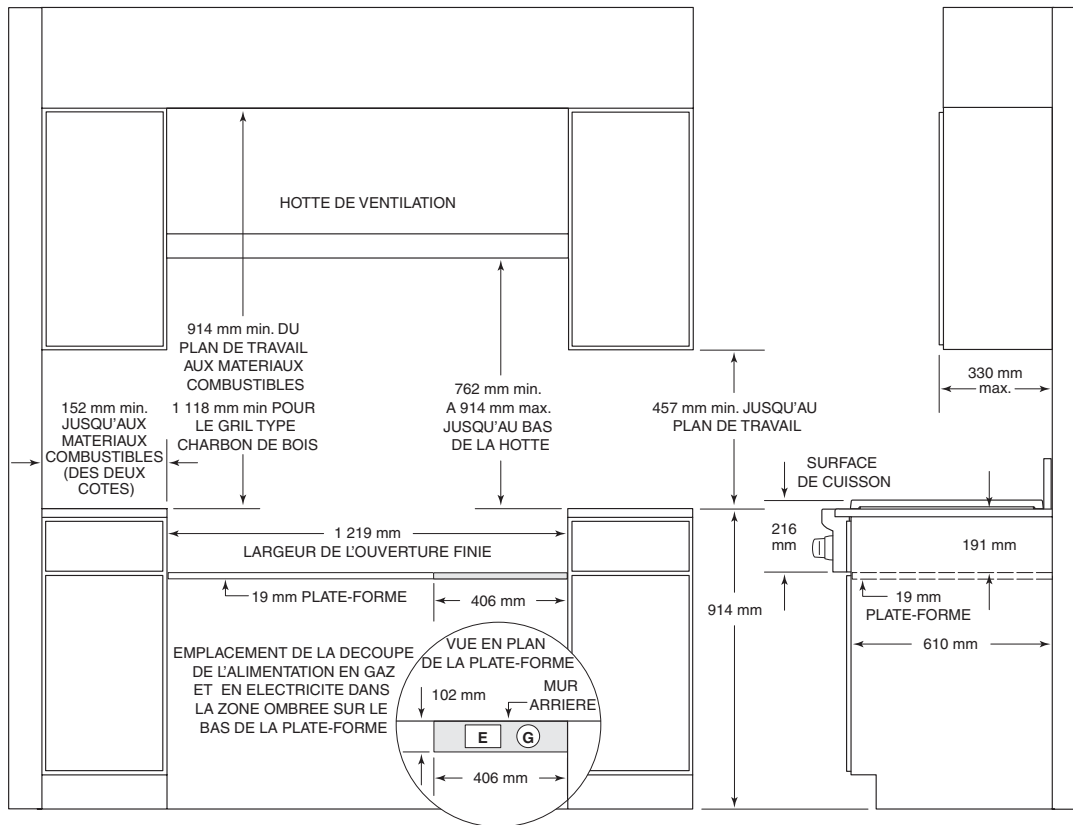 HOTTE DE VENTILATION
914 mm min. DU
PLAN DE TRAVAIL
AUX MATERIAUX
COMBUSTIBLES
1 118 mm min POUR
LE GRIL TYPE
CHARBON DE BOIS
152 mm min.
JUSQU'AUX
MATERIAUX
COMBUSTIBLES
(DES DEUX
COTES)
762 mm min.
A 914 mm max.
JUSQU'AU BAS
DE LA HOTTE
457 mm min. JUSQU'AU
PLAN DE TRAVAIL
330 mm
max.
SURFACE
DE CUISSON
1 219 mm
LARGEUR DE L'OUVERTURE FINIE
216
mm
191 mm
19 mm PLATE-FORME
406 mm
914 mm
19 mm
PLATE-FORME
610 mm
EMPLACEMENT DE LA DECOUPE
DE L'ALIMENTATION EN GAZ
ET EN ELECTRICITE DANS
LA ZONE OMBREE SUR LE
BAS DE LA PLATE-FORME
VUE EN PLAN
DE LA PLATE-FORME
102 mm
MUR
ARRIERE
E
G
406 mm